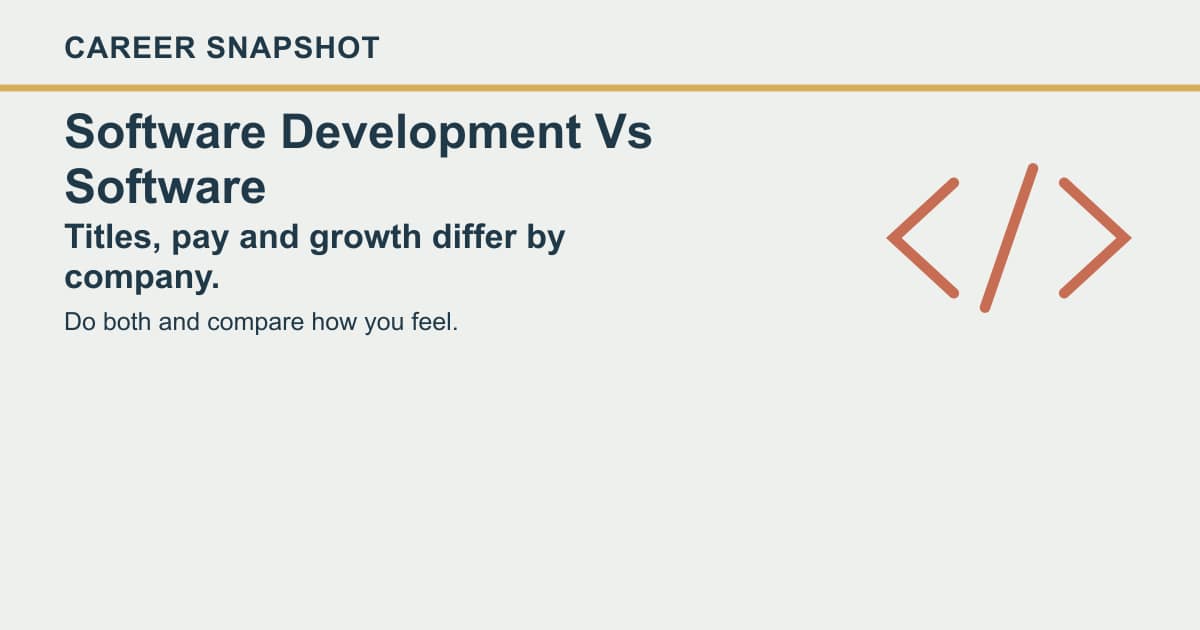 CAREER SNAPSHOT
Software Development Vs
Software
Titles, pay and growth differ by
company.
Do both and compare how you feel.